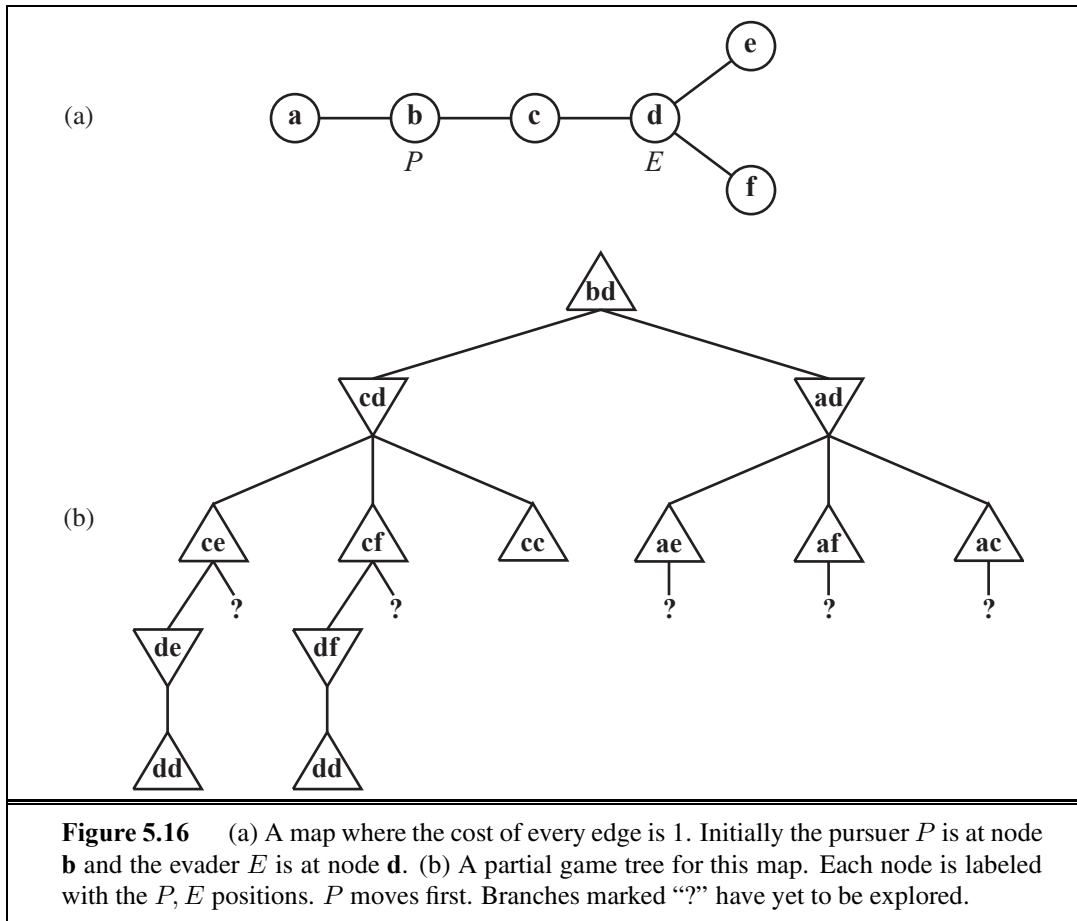 e
(a) a b c d
P E
f
bd
cd ad
(b) ce cf cc ae af ac
? ? ? ? ?
de df
dd dd
Figure 5.16 (a) A map where the cost of every edge is 1. Initially the pursuer P is at node
b and the evader E is at node d. (b) A partial game tree for this map. Each node is labeled
with the P, E positions. P moves first. Branches marked “?” have yet to be explored.